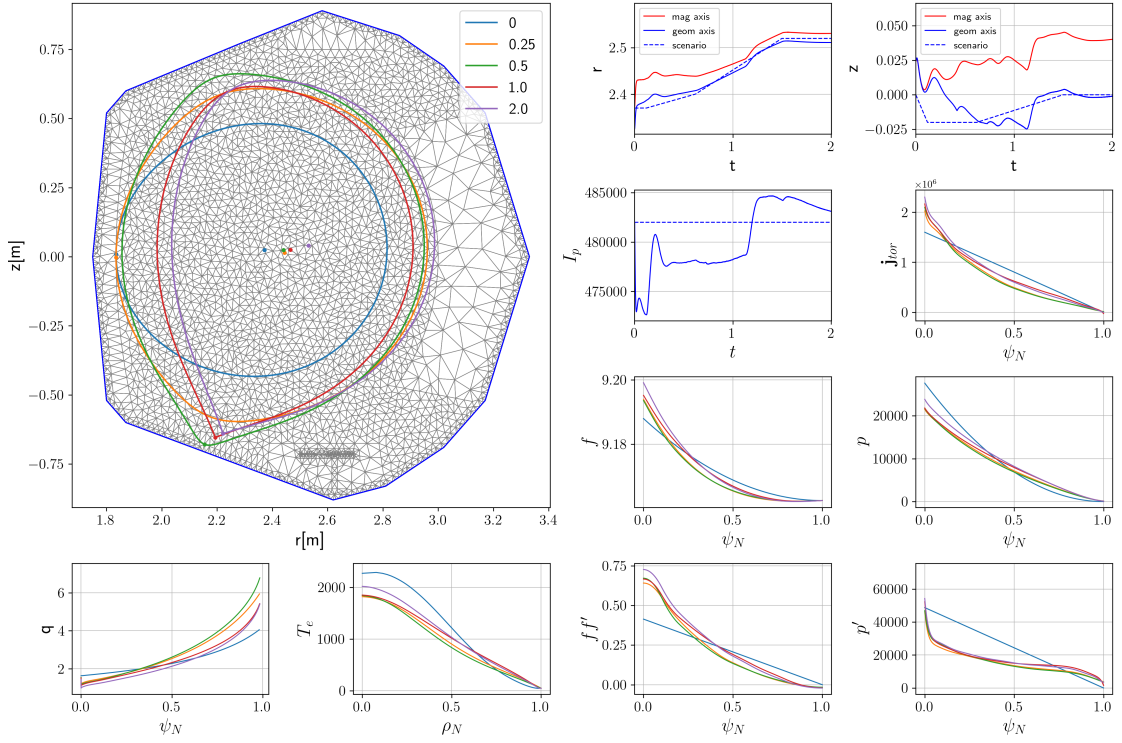 0
0.25
0.5
1.0
2.0
0.75
0.50
0.25
0.00
−0.25
−0.50
−0.75
z[m]
1.8
2.0
2.2
2.4
2.6
2.8
3.0
3.2
3.4
r[m]
mag axis
geom axis
scenario
2.5
2.4
r
0
1
2
t
mag axis
geom axis
scenario
0.050
0.025
0.000
−0.025
z
0
1
2
t
485000
480000
475000
I_p
0
1
2
t
×10⁶
2
1
0
j_tor
0.0
0.5
1.0
ψ_N
9.20
9.18
f
0.0
0.5
1.0
ψ_N
20000
10000
0
p
0.0
0.5
1.0
ψ_N
6
4
2
q
0.0
0.5
1.0
ψ_N
2000
1000
0
T_e
0.0
0.5
1.0
ρ_N
0.75
0.50
0.25
0.00
f f′
0.0
0.5
1.0
ψ_N
60000
40000
20000
0
p′
0.0
0.5
1.0
ψ_N